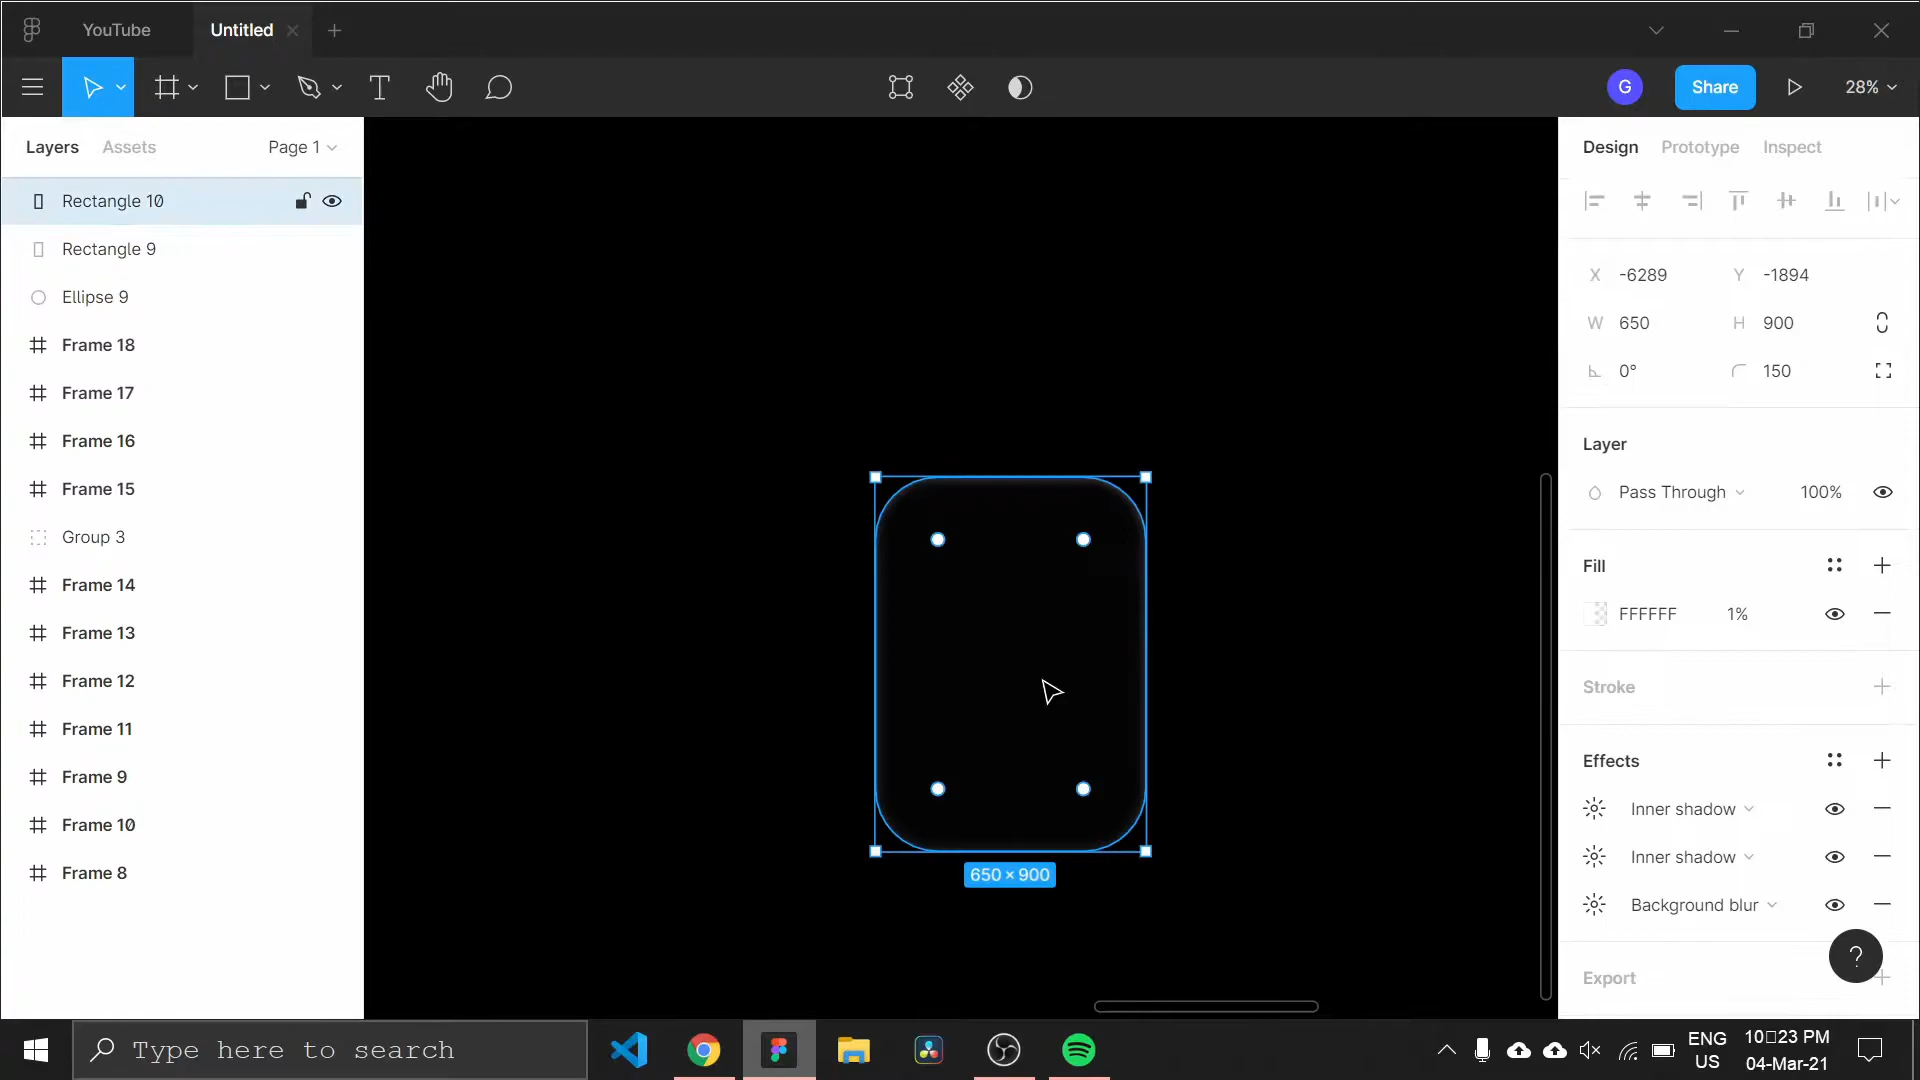 YouTube
Untitled
Share
28%
G
Layers
Assets
Page 1
Rectangle 10
Rectangle 9
Ellipse 9
Frame 18
Frame 17
Frame 16
Frame 15
Group 3
Frame 14
Frame 13
Frame 12
Frame 11
Frame 9
Frame 10
Frame 8
650 × 900
Design
Prototype
Inspect
X -6289
Y -1894
W 650
H 900
0°
150
Layer
Pass Through
100%
Fill
FFFFFF
1%
Stroke
Effects
Inner shadow
Inner shadow
Background blur
?
Export
Type here to search
ENG
US
10□23 PM
04-Mar-21